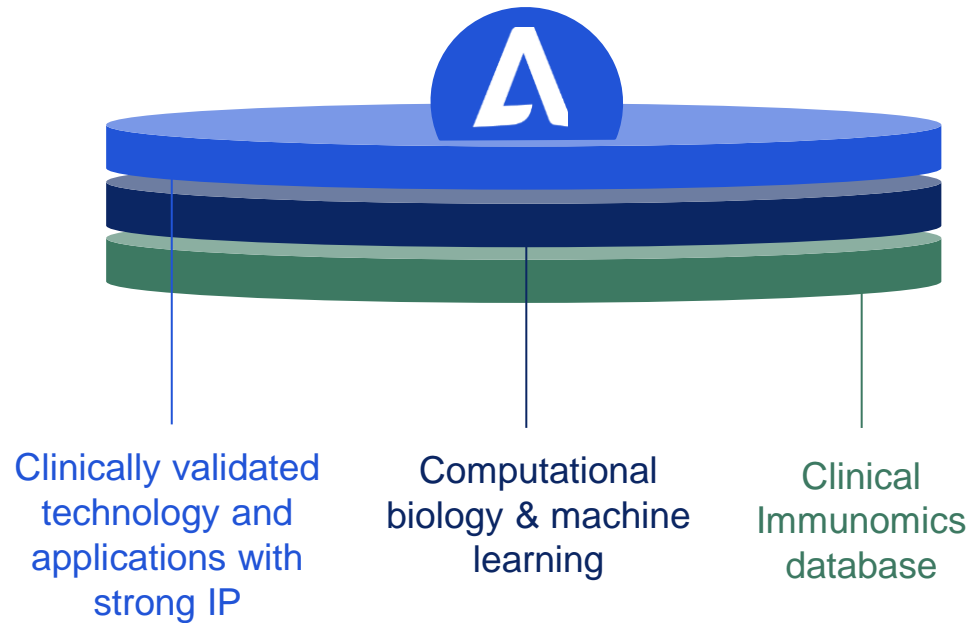 Clinically validated
technology and
applications with
strong IP
Computational
biology & machine
learning
Clinical
Immunomics
database